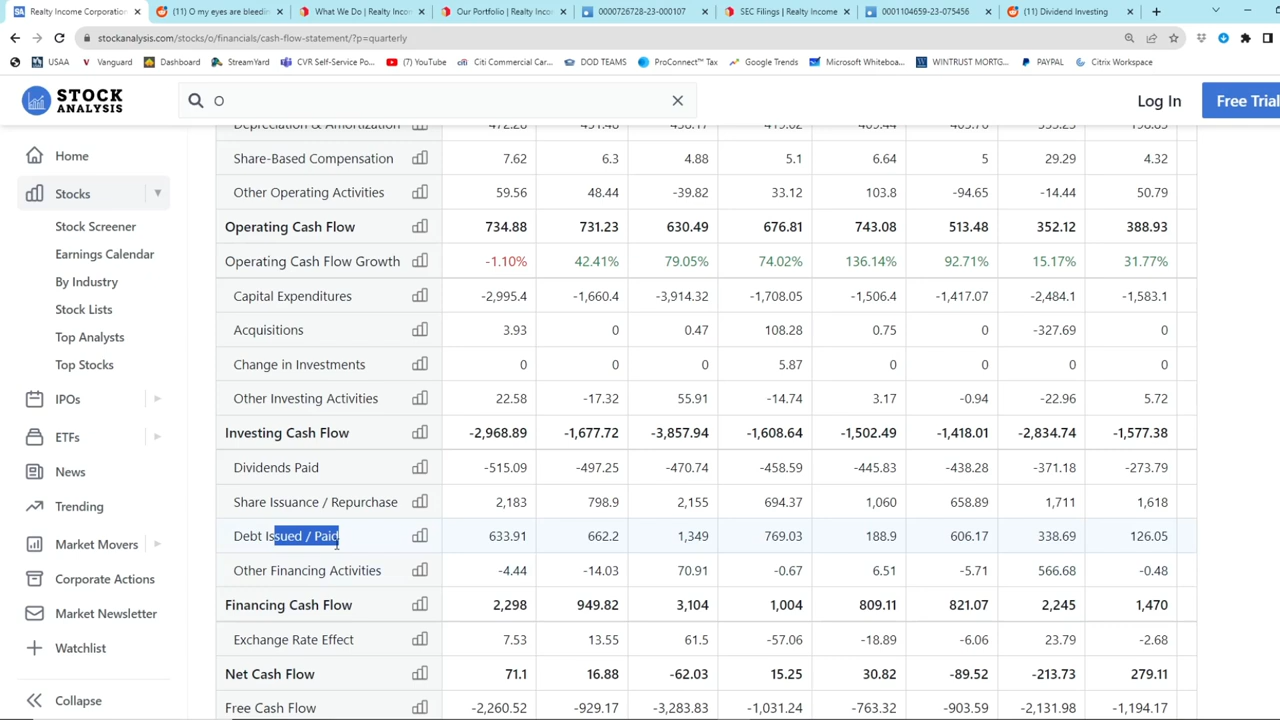 Realty Income Corporation
(11) O my eyes are bleedin
What We Do | Realty Incom
Our Portfolio | Realty Incom
0000726728-23-000107
SEC Filings | Realty Income
0001104659-23-075456
(11) Dividend Investing
stockanalysis.com/stocks/o/financials/cash-flow-statement/?p=quarterly
USAA Vanguard Dashboard StreamYard CVR Self-Service Po... (7) YouTube Citi Commercial Car... DOD TEAMS ProConnect™ Tax Google Trends Microsoft Whiteboa... WINTRUST MORTG... PAYPAL Citrix Workspace
STOCK ANALYSIS
O
Log In
Free Trial
Home
Stocks
Stock Screener
Earnings Calendar
By Industry
Stock Lists
Top Analysts
Top Stocks
IPOs
ETFs
News
Trending
Market Movers
Corporate Actions
Market Newsletter
Watchlist
Collapse
Depreciation & Amortization
Share-Based Compensation 7.62 6.3 4.88 5.1 6.64 5 29.29 4.32
Other Operating Activities 59.56 48.44 -39.82 33.12 103.8 -94.65 -14.44 50.79
Operating Cash Flow 734.88 731.23 630.49 676.81 743.08 513.48 352.12 388.93
Operating Cash Flow Growth -1.10% 42.41% 79.05% 74.02% 136.14% 92.71% 15.17% 31.77%
Capital Expenditures -2,995.4 -1,660.4 -3,914.32 -1,708.05 -1,506.4 -1,417.07 -2,484.1 -1,583.1
Acquisitions 3.93 0 0.47 108.28 0.75 0 -327.69 0
Change in Investments 0 0 0 5.87 0 0 0 0
Other Investing Activities 22.58 -17.32 55.91 -14.74 3.17 -0.94 -22.96 5.72
Investing Cash Flow -2,968.89 -1,677.72 -3,857.94 -1,608.64 -1,502.49 -1,418.01 -2,834.74 -1,577.38
Dividends Paid -515.09 -497.25 -470.74 -458.59 -445.83 -438.28 -371.18 -273.79
Share Issuance / Repurchase 2,183 798.9 2,155 694.37 1,060 658.89 1,711 1,618
Debt Issued / Paid 633.91 662.2 1,349 769.03 188.9 606.17 338.69 126.05
Other Financing Activities -4.44 -14.03 70.91 -0.67 6.51 -5.71 566.68 -0.48
Financing Cash Flow 2,298 949.82 3,104 1,004 809.11 821.07 2,245 1,470
Exchange Rate Effect 7.53 13.55 61.5 -57.06 -18.89 -6.06 23.79 -2.68
Net Cash Flow 71.1 16.88 -62.03 15.25 30.82 -89.52 -213.73 279.11
Free Cash Flow -2,260.52 -929.17 -3,283.83 -1,031.24 -763.32 -903.59 -2,131.98 -1,194.17